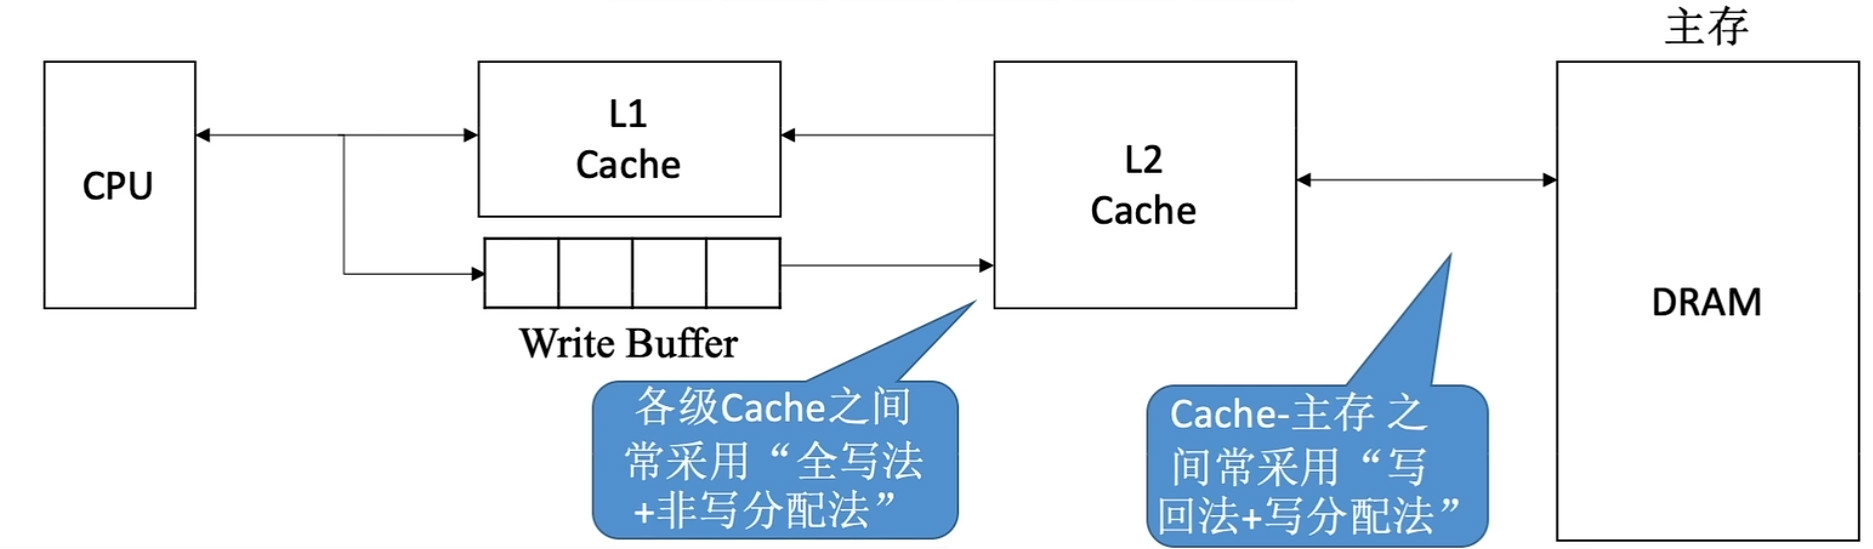 主存
CPU
L1
Cache
L2
Cache
DRAM
Write Buffer
各级Cache之间
常采用“全写法
+非写分配法”
Cache-主存 之
间常采用“写
回法+写分配法”